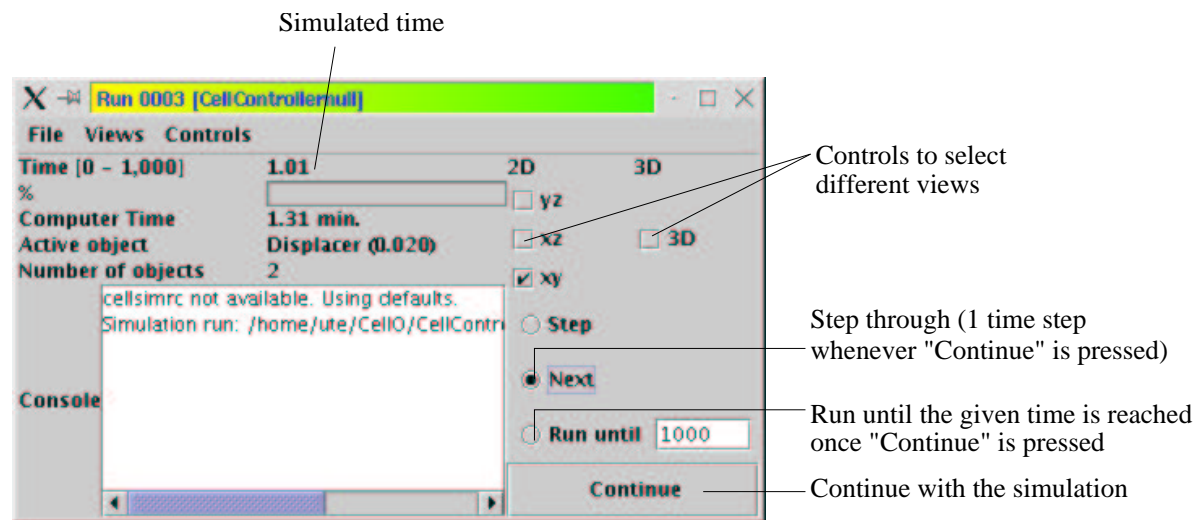 Simulated time
Run 0003 [CellControllernull]
File Views Controls
Time [0 – 1,000] 1.01 2D 3D
%
yz
Computer Time 1.31 min.
Active object Displacer (0.020) xz 3D
Number of objects 2 xy
Controls to select
different views
cellsimrc not available. Using defaults.
Simulation run: /home/ute/CellO/CellContr
Console
Step
Next
Run until 1000
Continue
Step through (1 time step
whenever "Continue" is pressed)
Run until the given time is reached
once "Continue" is pressed
Continue with the simulation